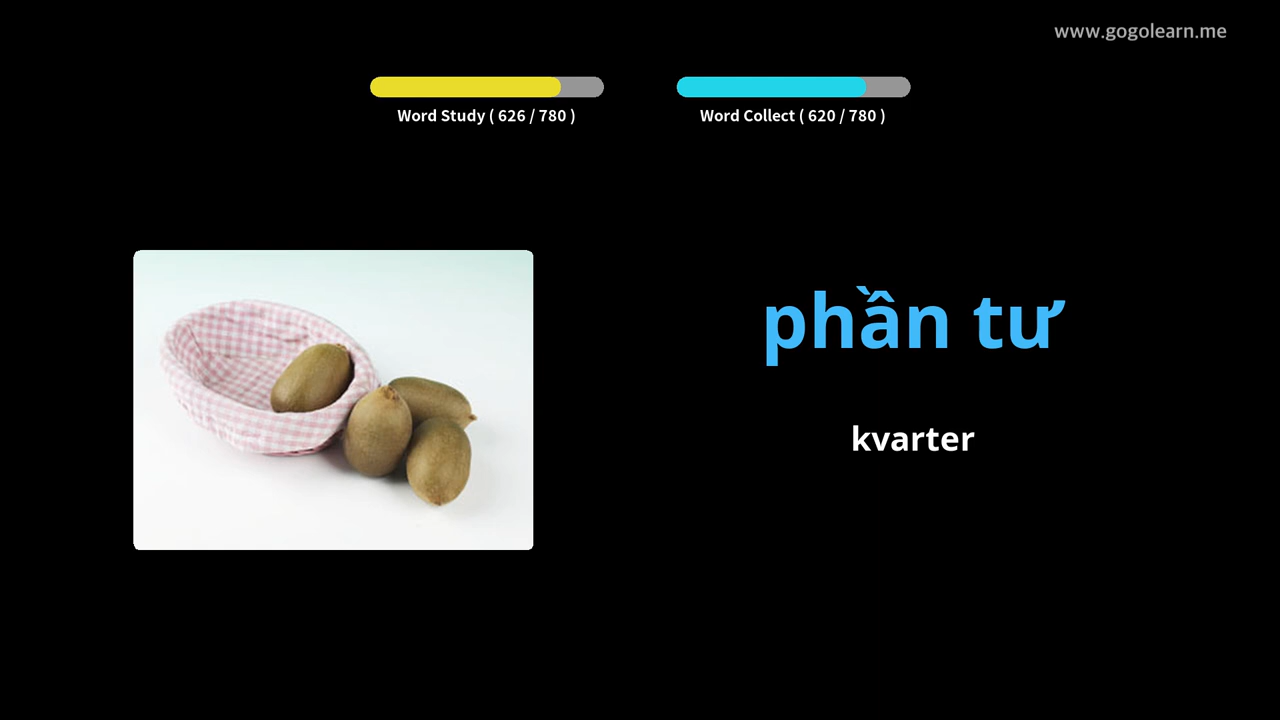 www.gogolearn.me
Word Study ( 626 / 780 )
Word Collect ( 620 / 780 )
phần tư
kvarter